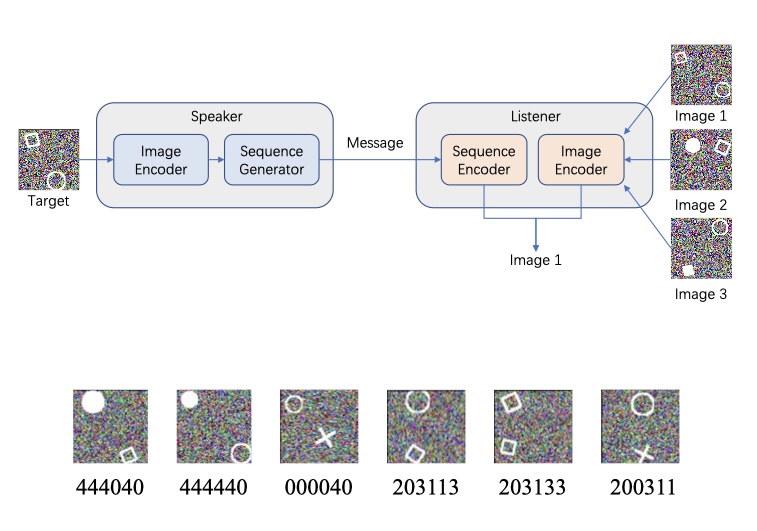 Speaker
Listener
Image
Encoder
Sequence
Generator
Message
Sequence
Encoder
Image
Encoder
Target
Image 1
Image 2
Image 3
Image 1
444040 444440 000040 203113 203133 200311